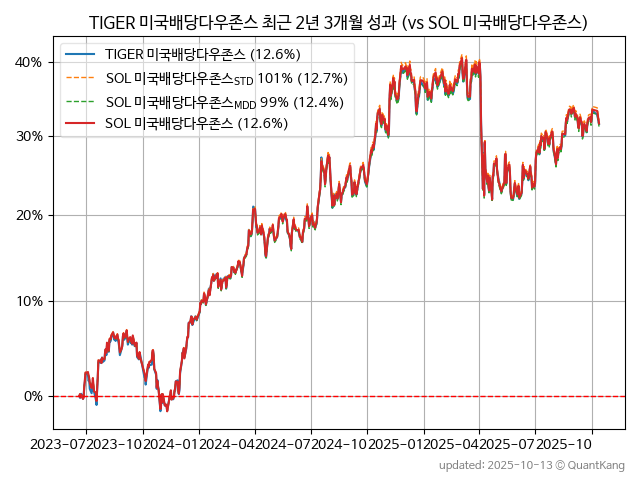 TIGER 미국배당다우존스 최근 2년 3개월 성과 (vs SOL 미국배당다우존스)
TIGER 미국배당다우존스 (12.6%)
SOL 미국배당다우존스STD 101% (12.7%)
SOL 미국배당다우존스MDD 99% (12.4%)
SOL 미국배당다우존스 (12.6%)
40%
30%
20%
10%
0%
2023-07 2023-10 2024-01 2024-04 2024-07 2024-10 2025-01 2025-04 2025-07 2025-10
updated: 2025-10-13 © QuantKang